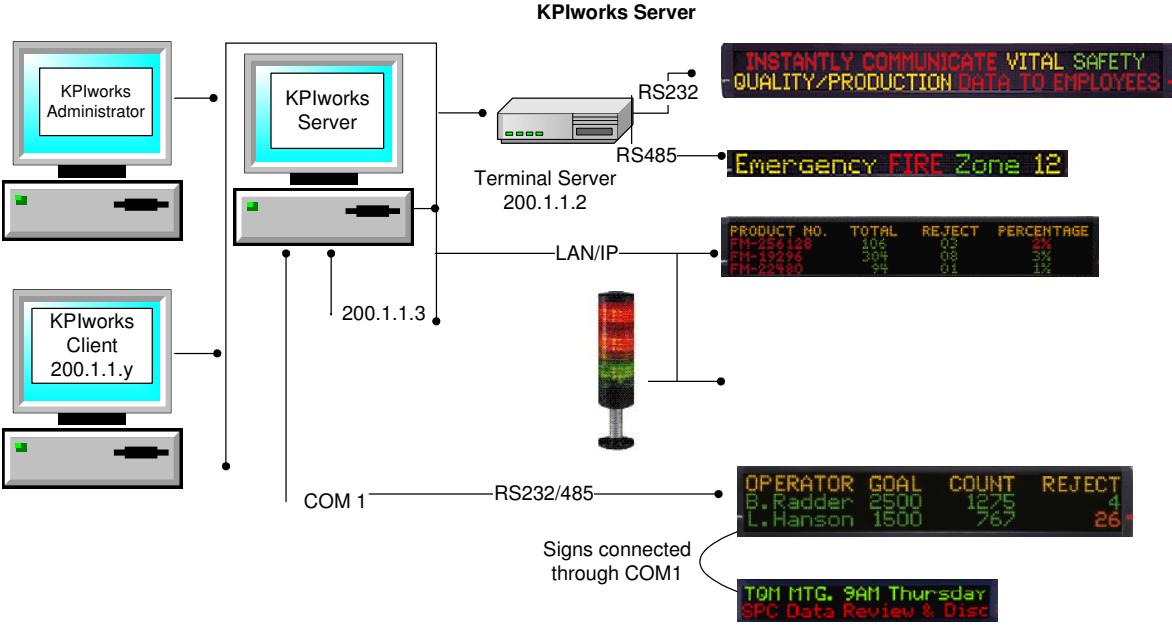 KPIworks Server
KPIworks
Administrator
KPIworks
Server
INSTANTLY COMMUNICATE VITAL SAFETY
QUALITY/PRODUCTION DATA TO EMPLOYEES
RS232
RS485
Emergency FIRE Zone 12
Terminal Server
200.1.1.2
PRODUCT NO. TOTAL REJECT PERCENTAGE
FM-256128 106 03 2%
FM-19296 304 08 3%
FM-22480 94 01 1%
LAN/IP
200.1.1.3
KPIworks
Client
200.1.1.y
COM 1
RS232/485
OPERATOR GOAL COUNT REJECT
B.Radder 2500 1275 4
L.Hanson 1500 767 26
Signs connected
through COM1
TQM MTG. 9AM Thursday
SPC Data Review & Disc